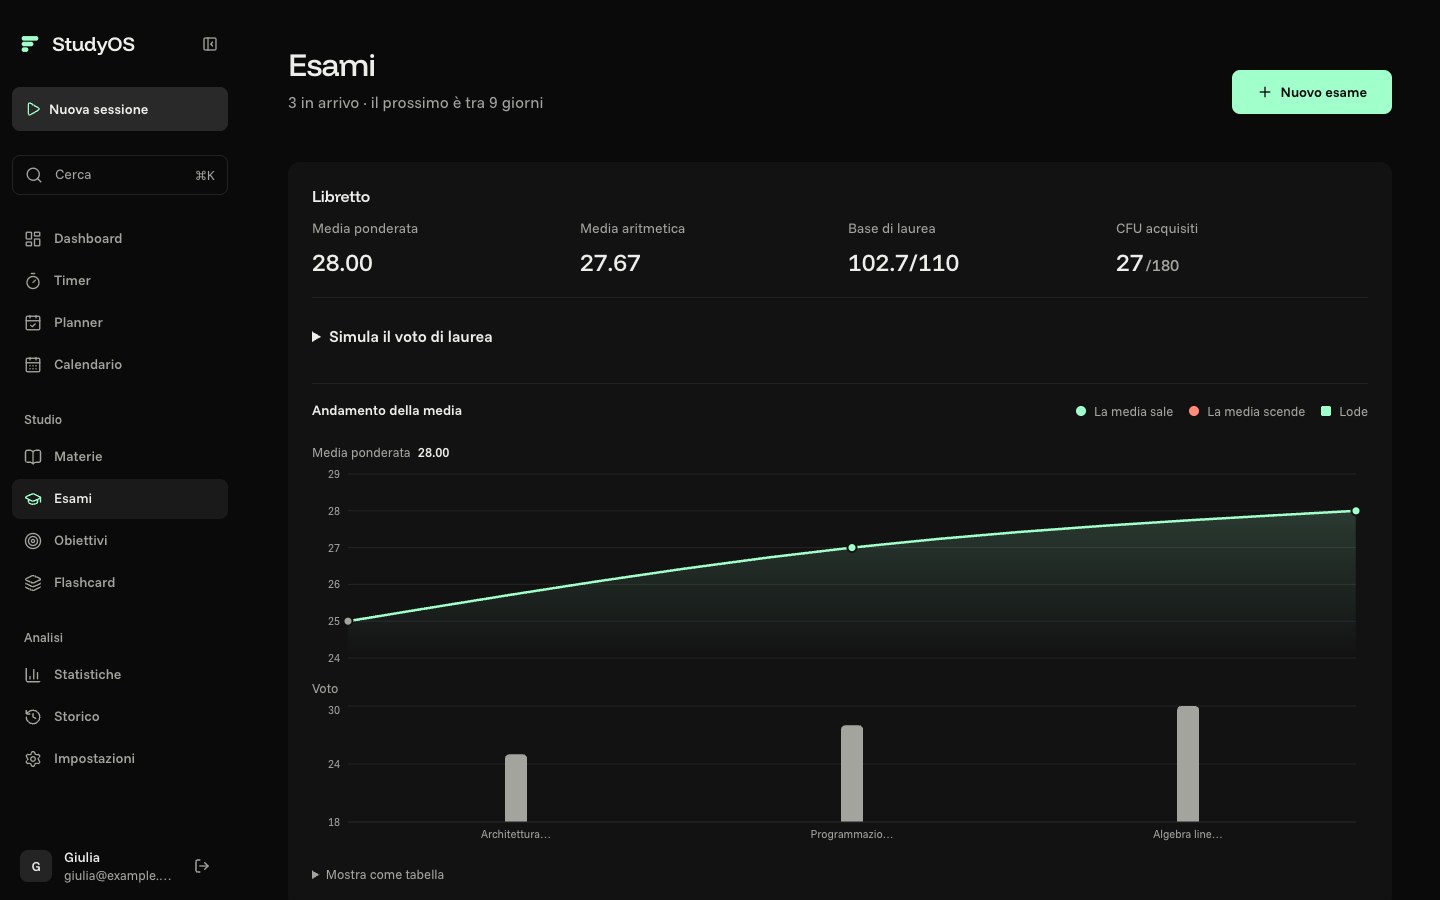 StudyOS
Nuova sessione
Cerca ⌘K
Dashboard
Timer
Planner
Calendario
Studio
Materie
Esami
Obiettivi
Flashcard
Analisi
Statistiche
Storico
Impostazioni
G
Giulia
giulia@example.…
Esami
3 in arrivo · il prossimo è tra 9 giorni
+ Nuovo esame
Libretto
Media ponderata
28.00
Media aritmetica
27.67
Base di laurea
102.7/110
CFU acquisiti
27/180
Simula il voto di laurea
Andamento della media
La media sale
La media scende
Lode
Media ponderata 28.00
29
28
27
26
25
24
Voto
30
24
18
Architettura…
Programmazio…
Algebra line…
Mostra come tabella